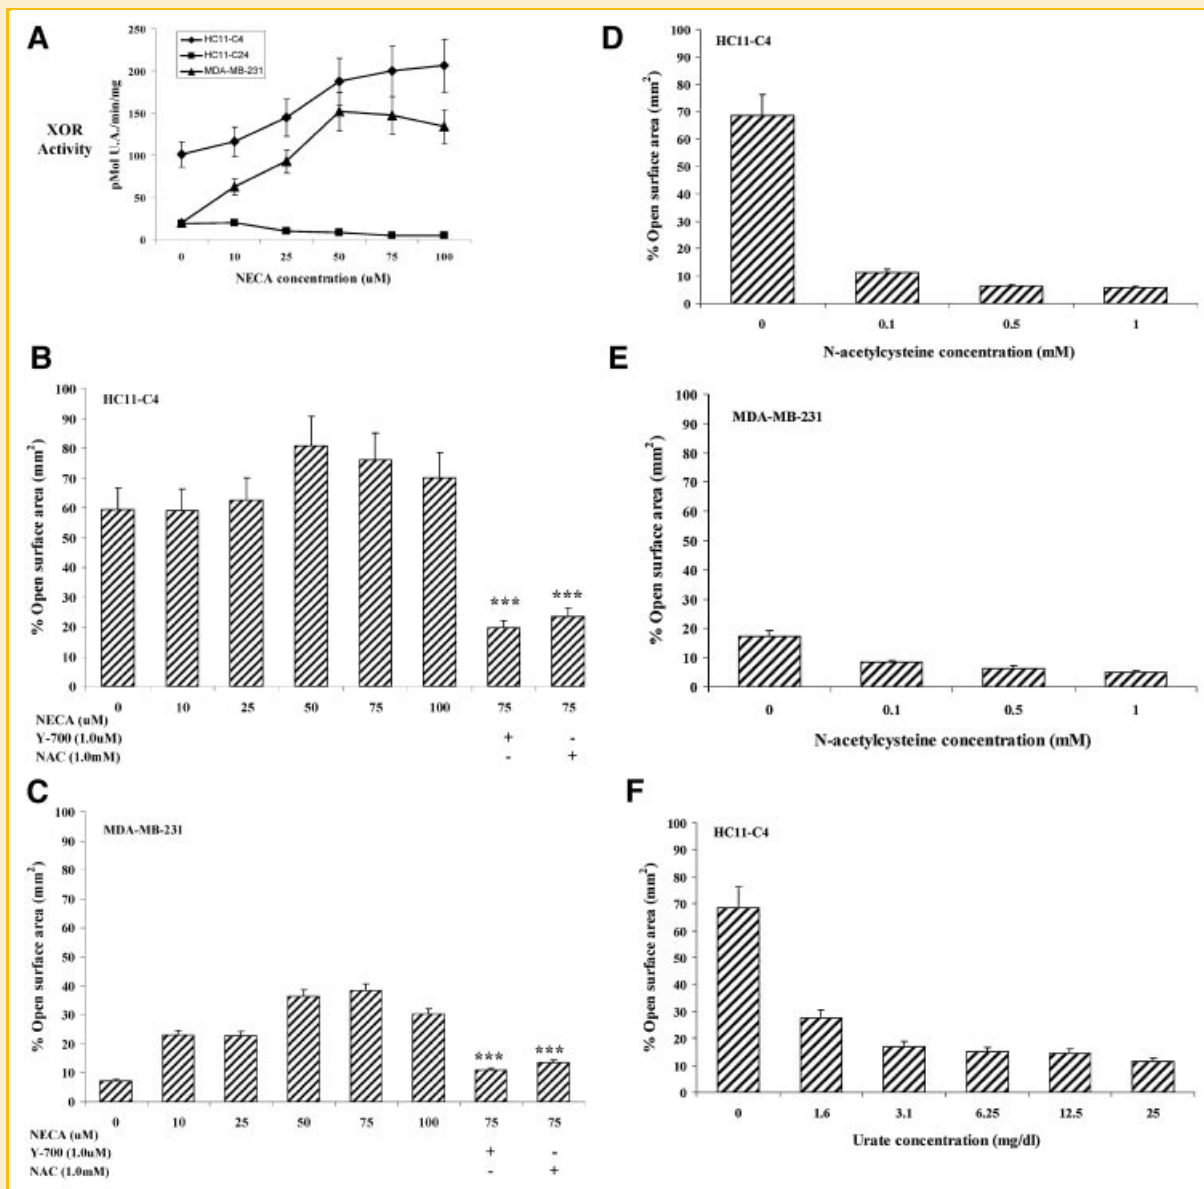 A
HC11-C4
HC11-C24
MDA-MB-231
XOR
Activity
pMol U.A./min/mg
250
200
150
100
50
0
0 10 25 50 75 100
NECA concentration (uM)
B
HC11-C4
% Open surface area (mm²)
100
90
80
70
60
50
40
30
20
10
0
*** ***
0 10 25 50 75 100 75 75
NECA (uM)
Y-700 (1.0uM) + -
NAC (1.0mM) - +
C
MDA-MB-231
% Open surface area (mm²)
100
90
80
70
60
50
40
30
20
10
0
*** ***
0 10 25 50 75 100 75 75
NECA (uM)
Y-700 (1.0uM) + -
NAC (1.0mM) - +
D
HC11-C4
% Open surface area (mm²)
100
90
80
70
60
50
40
30
20
10
0
0 0.1 0.5 1
N-acetylcysteine concentration (mM)
E
MDA-MB-231
% Open surface area (mm²)
100
90
80
70
60
50
40
30
20
10
0
0 0.1 0.5 1
N-acetylcysteine concentration (mM)
F
HC11-C4
% Open surface area (mm²)
100
90
80
70
60
50
40
30
20
10
0
0 1.6 3.1 6.25 12.5 25
Urate concentration (mg/dl)